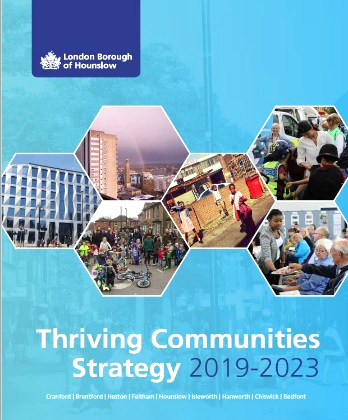 London Borough
of Hounslow
Thriving Communities
Strategy 2019-2023
Cranford | Brentford | Heston | Feltham | Hounslow | Isleworth | Hanworth | Chiswick | Bedfont